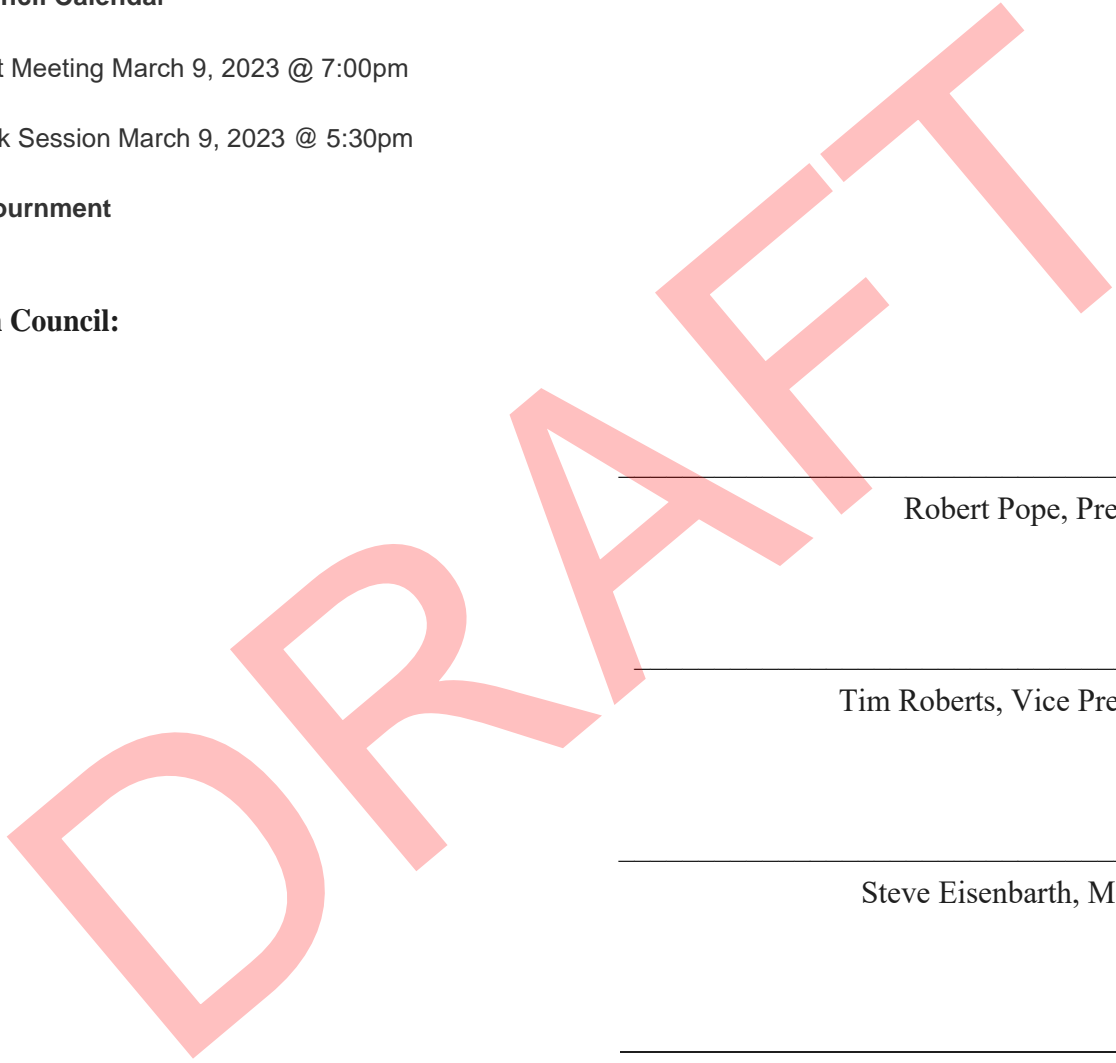 ncil Calendar
t Meeting March 9, 2023 @ 7:00pm
k Session March 9, 2023 @ 5:30pm
ournment
Council:
DRAFT
Robert Pope, Pre
Tim Roberts, Vice Pre
Steve Eisenbarth, M